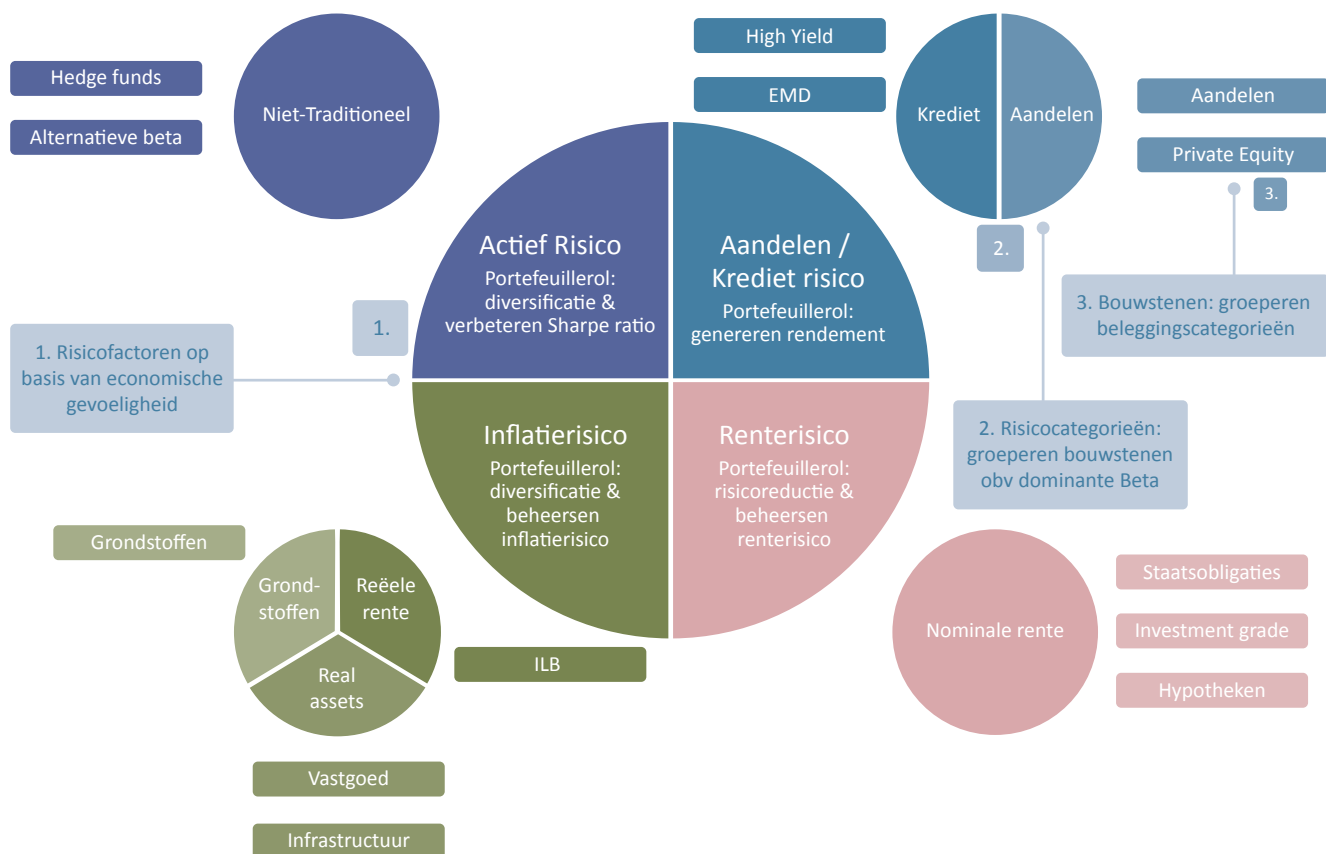 Hedge funds
Alternatieve beta
Niet-Traditioneel
High Yield
EMD
Krediet
Aandelen
Aandelen
Private Equity
3.
2.
3. Bouwstenen: groeperen
beleggingscategorieën
1.
1. Risicofactoren op
basis van economische
gevoeligheid
Actief Risico
Portefeuillerol:
diversificatie &
verbeteren Sharpe ratio
Aandelen /
Krediet risico
Portefeuillerol:
genereren rendement
Inflatierisico
Portefeuillerol:
diversificatie &
beheersen
inflatierisico
Renterisico
Portefeuillerol:
risicoreductie &
beheersen
renterisico
2. Risicocategorieën:
groeperen bouwstenen
obv dominante Beta
Grondstoffen
Grond-
stoffen
Reëele
rente
Real
assets
ILB
Vastgoed
Infrastructuur
Nominale rente
Staatsobligaties
Investment grade
Hypotheken